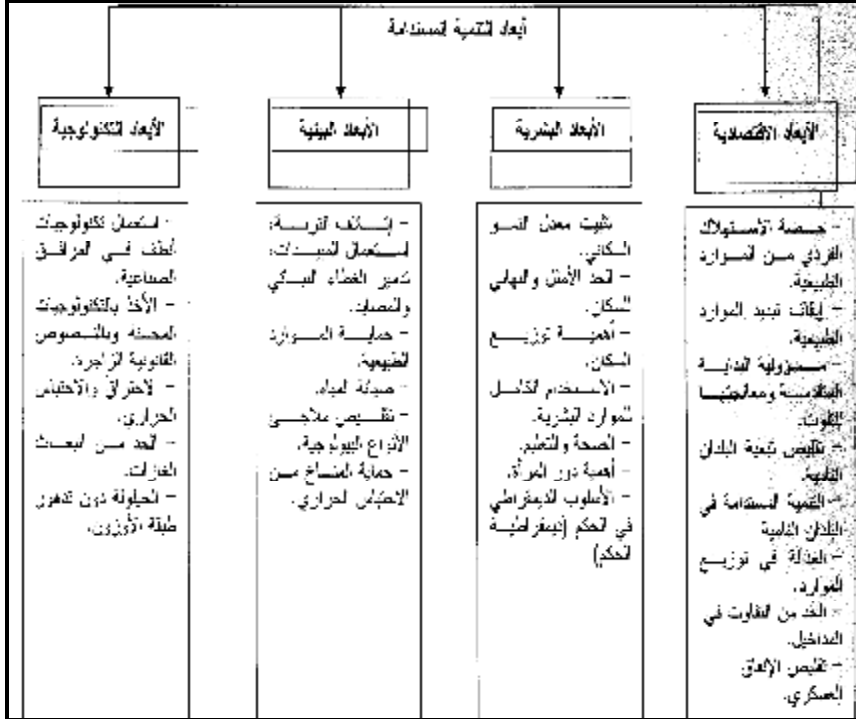 أبعاد التنمية المستدامة
الأبعاد الاقتصادية
- حصة الاستهلاك
الفردي من الموارد
الطبيعية.
- إيقاف تبديد الموارد
الطبيعية.
- مسؤولية البلدان
ومعالجتها
للتلوث.
- تقليص تبعية البلدان
النامية.
- التنمية المستدامة في
البلدان النامية
- العدالة في توزيع
الموارد.
- الحد من التفاوت في
المداخيل.
- تقليص الإنفاق
العسكري.
الأبعاد البشرية
- تثبيت معدل النمو
السكاني.
- الحد الأمثل والنهائي
للسكان.
- أهمية توزيع
السكان.
- الاستخدام الكامل
للموارد البشرية.
- الصحة والتعليم.
- أهمية دور المرأة.
- الأسلوب الديمقراطي
في الحكم (ديمقراطية
الحكم)
الأبعاد البيئية
- إتلاف التربة،
استعمال المبيدات،
تدمير الغطاء النباتي
والمصايد.
- حماية الموارد
الطبيعية.
- صيانة المياه.
- تقليص ملاجئ
الأنواع البيولوجية.
- حماية المناخ من
الاحتباس الحراري.
الأبعاد التكنولوجية
- استعمال تكنولوجيات
أنظف في المرافق
الصناعية.
- الأخذ بالتكنولوجيات
المحسنة وبالنصوص
القانونية الزاجرة.
- الاحتراق والاحتباس
الحراري.
- الحد من انبعاث
الغازات.
- الحيلولة دون تدهور
طبقة الأوزون.